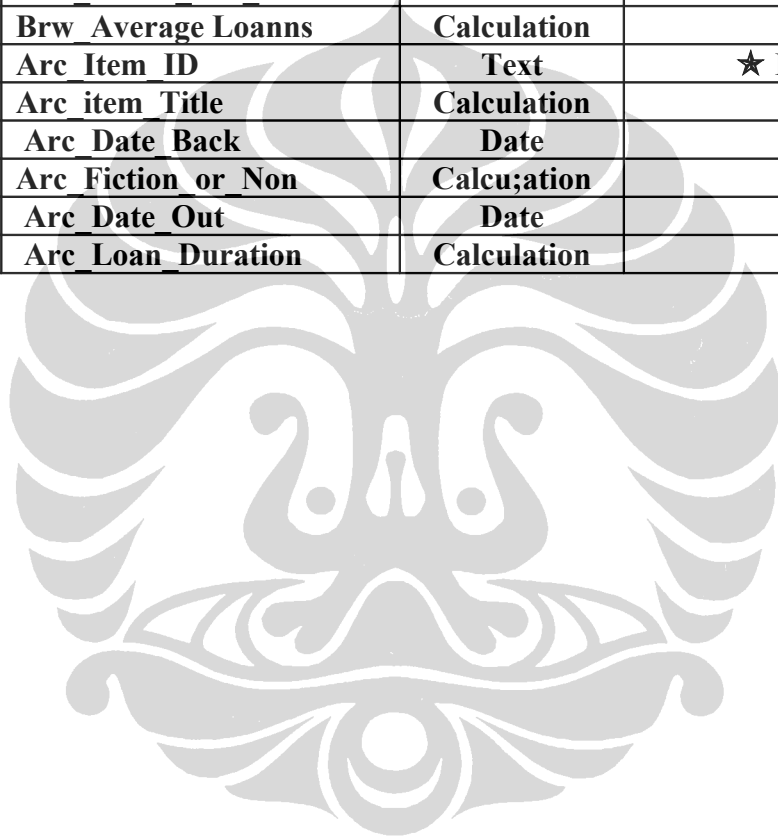 Brw_Average Loanns Calculation
Arc_Item_ID Text ★
Arc_item_Title Calculation
Arc_Date_Back Date
Arc_Fiction_or_Non Calcu;ation
Arc_Date_Out Date
Arc_Loan_Duration Calculation